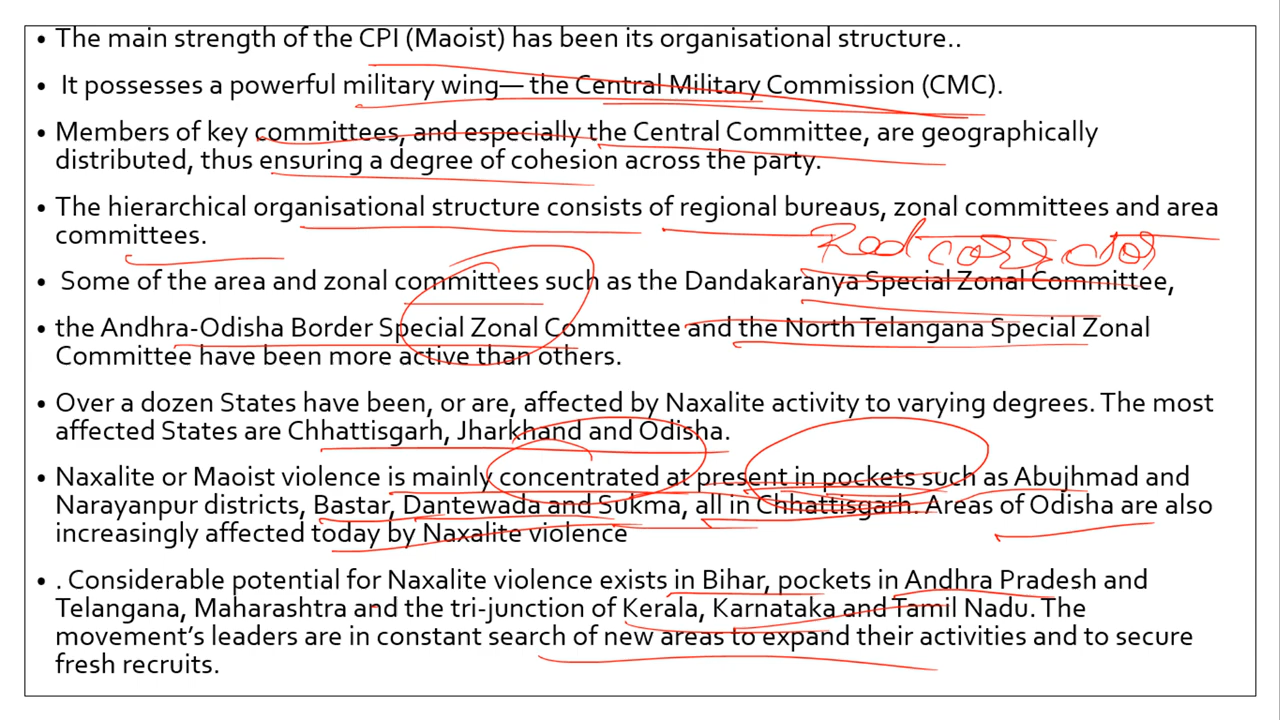 • The main strength of the CPI (Maoist) has been its organisational structure..
• It possesses a powerful military wing— the Central Military Commission (CMC).
• Members of key committees, and especially the Central Committee, are geographically
distributed, thus ensuring a degree of cohesion across the party.
• The hierarchical organisational structure consists of regional bureaus, zonal committees and area
committees.
Red corridor
• Some of the area and zonal committees such as the Dandakaranya Special Zonal Committee,
• the Andhra-Odisha Border Special Zonal Committee and the North Telangana Special Zonal
Committee have been more active than others.
• Over a dozen States have been, or are, affected by Naxalite activity to varying degrees. The most
affected States are Chhattisgarh, Jharkhand and Odisha.
• Naxalite or Maoist violence is mainly concentrated at present in pockets such as Abujhmad and
Narayanpur districts, Bastar, Dantewada and Sukma, all in Chhattisgarh. Areas of Odisha are also
increasingly affected today by Naxalite violence
• . Considerable potential for Naxalite violence exists in Bihar, pockets in Andhra Pradesh and
Telangana, Maharashtra and the tri-junction of Kerala, Karnataka and Tamil Nadu. The
movement's leaders are in constant search of new areas to expand their activities and to secure
fresh recruits.